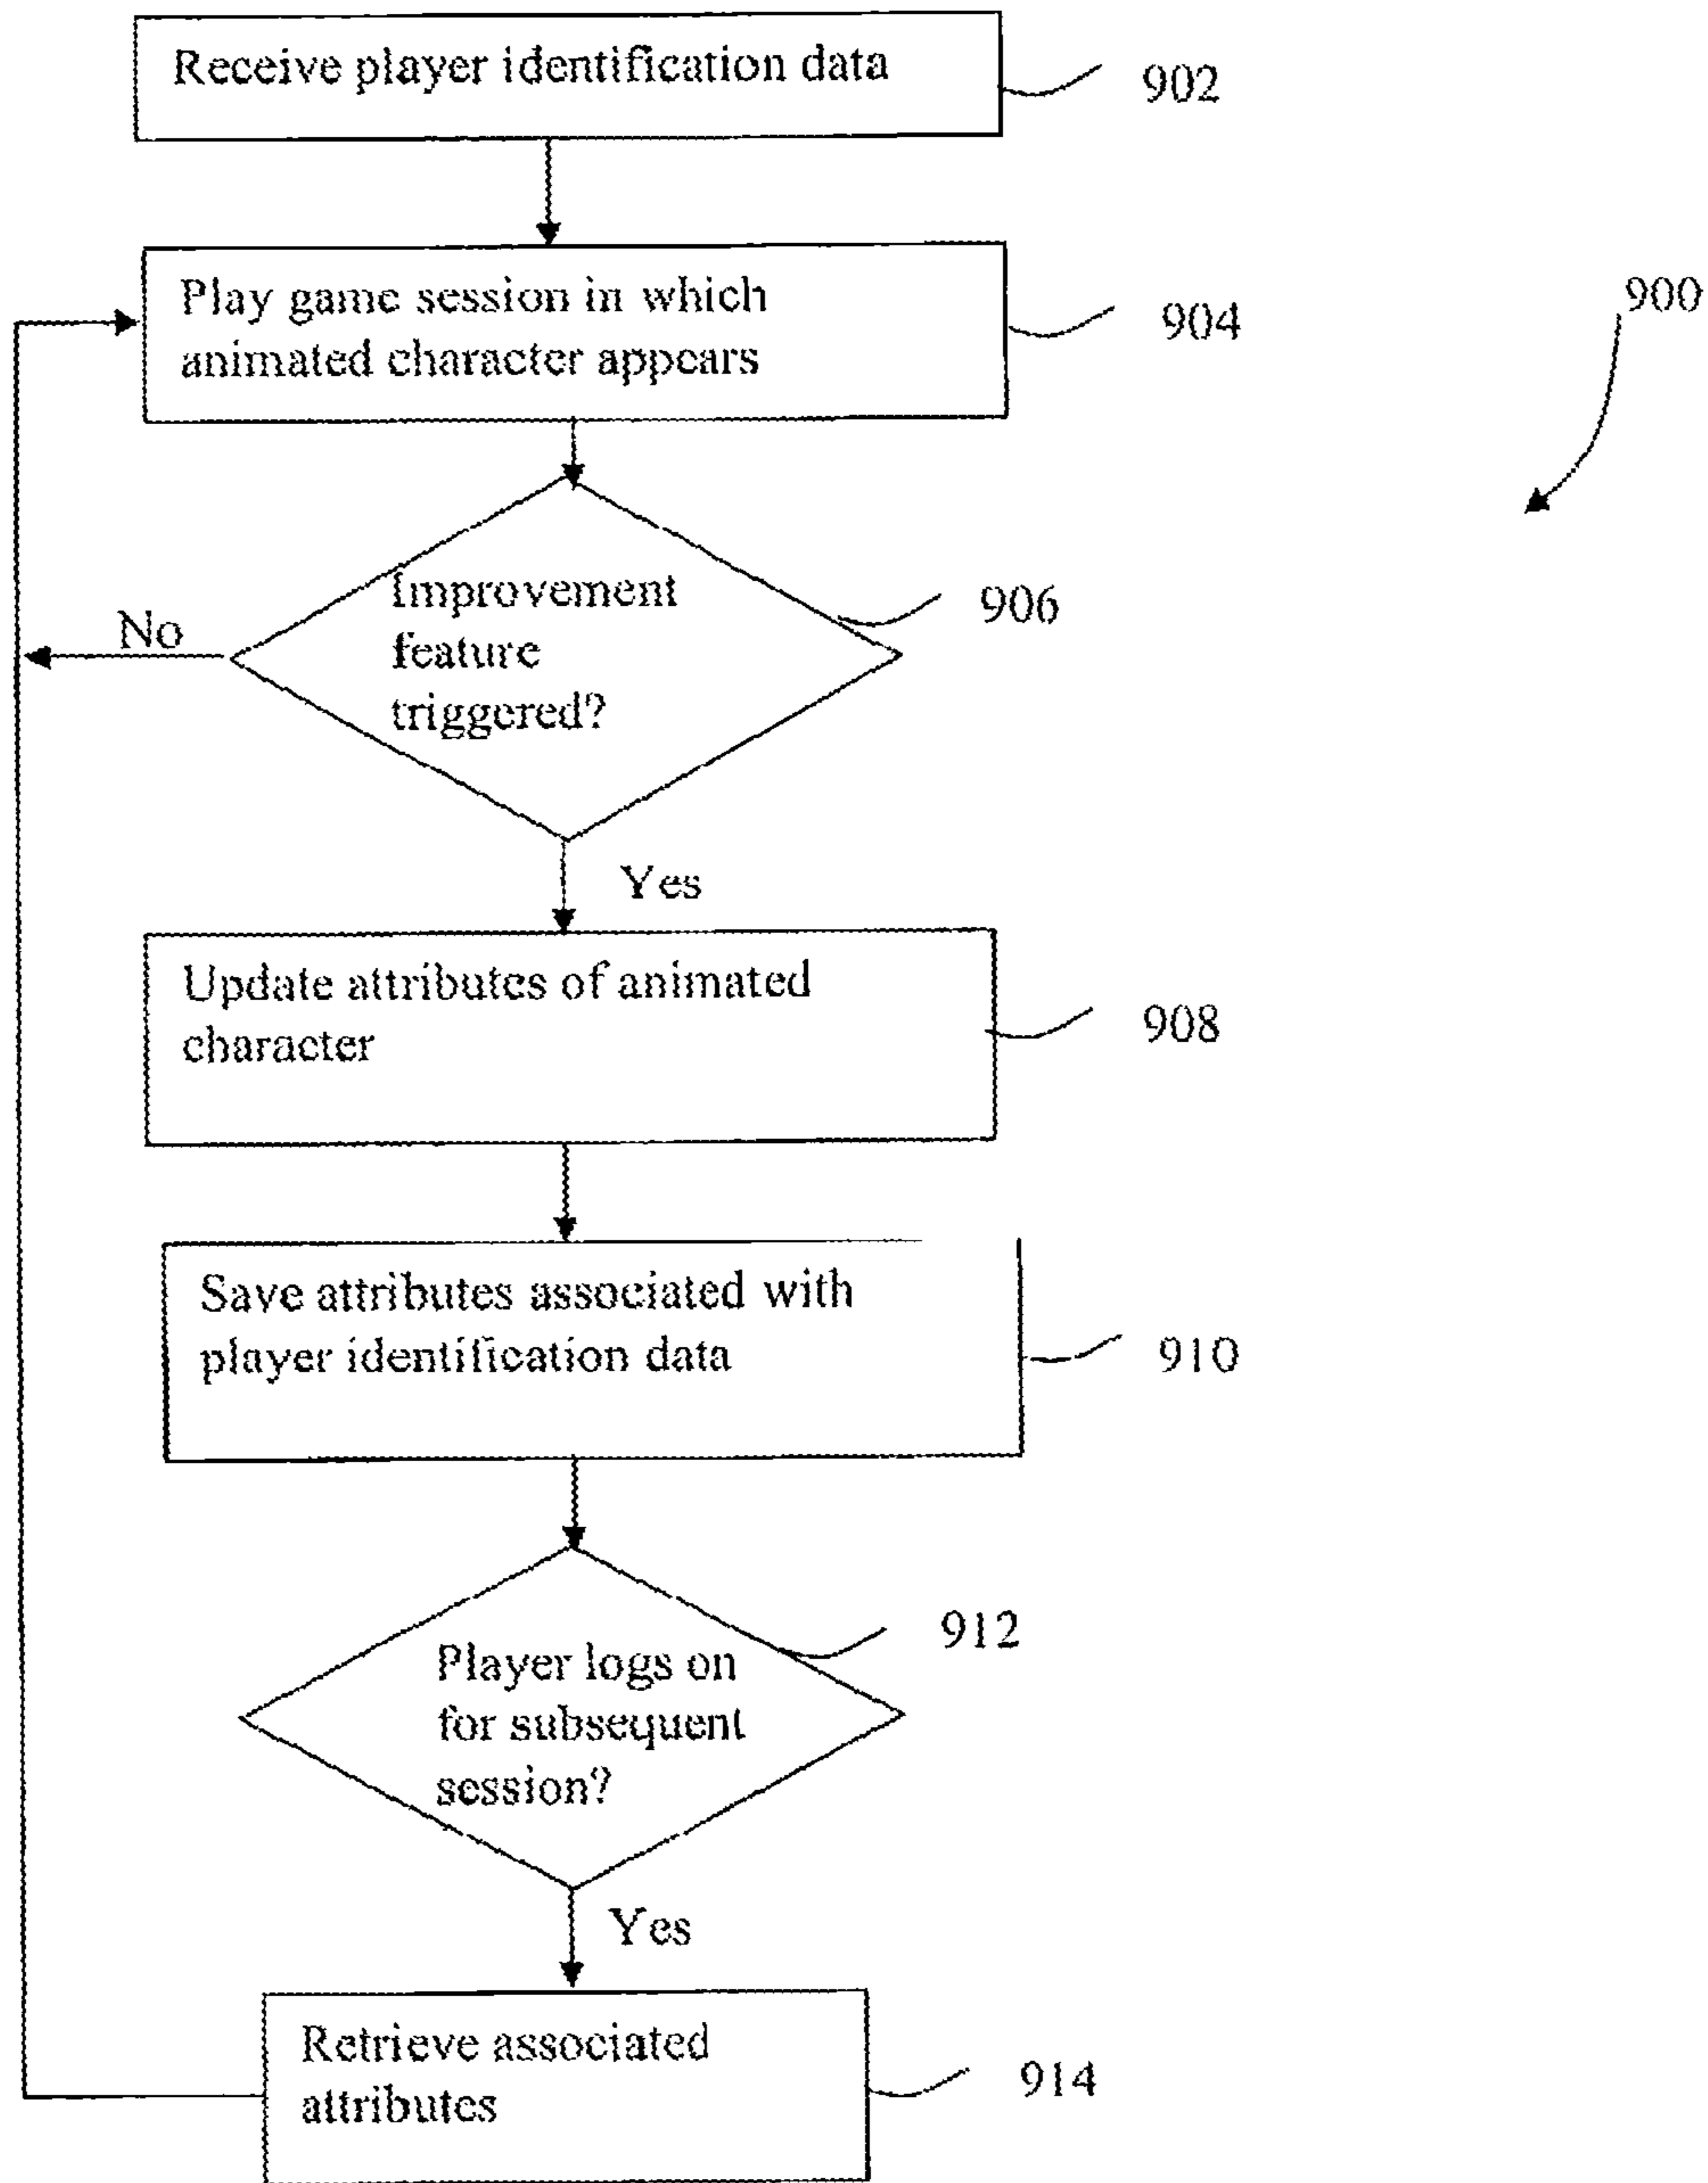 Receive player identification data
902
Play game session in which
animated character appears
904
900
Improvement
feature
triggered?
906
No
Yes
Update attributes of animated
character
908
Save attributes associated with
player identification data
910
Player logs on
for subsequent
session?
912
Yes
Retrieve associated
attributes
914